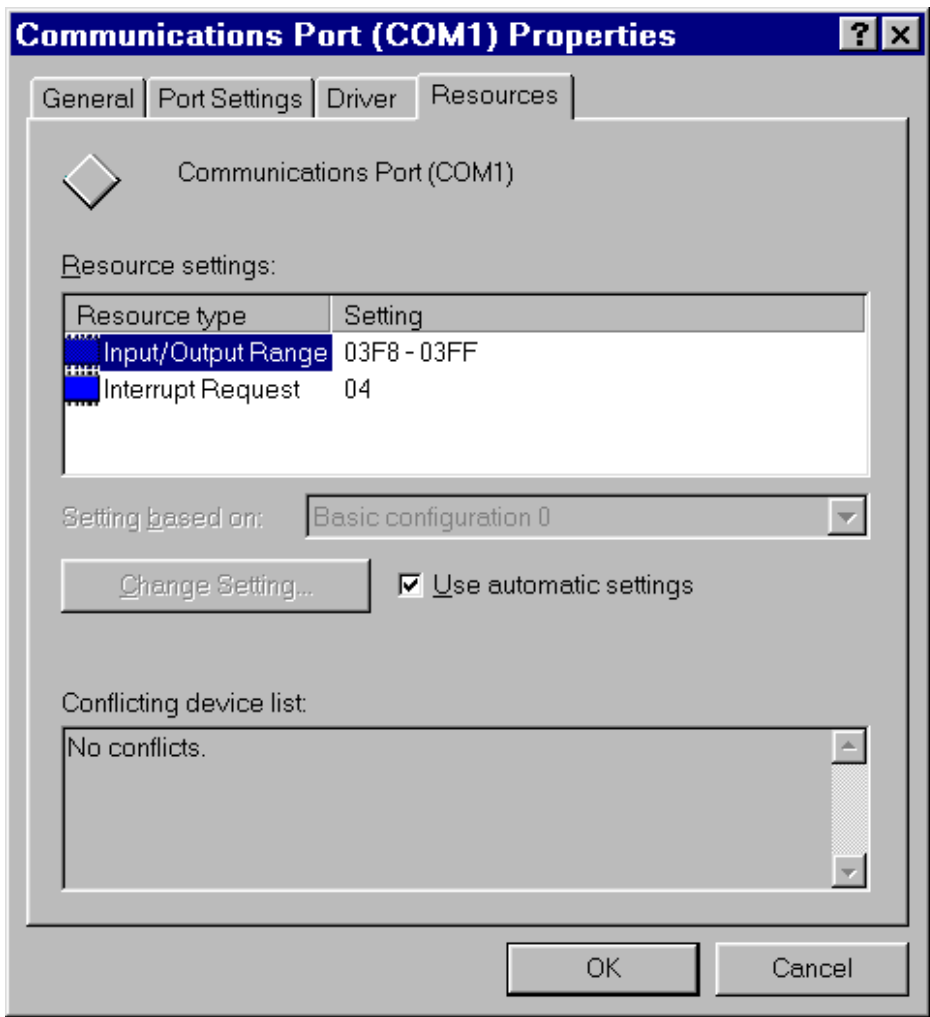 Communications Port (COM1) Properties
General Port Settings Driver Resources
Communications Port (COM1)
Resource settings:
Resource type Setting
Input/Output Range 03F8 - 03FF
Interrupt Request 04
Setting based on: Basic configuration 0
Change Setting... Use automatic settings
Conflicting device list:
No conflicts.
OK Cancel